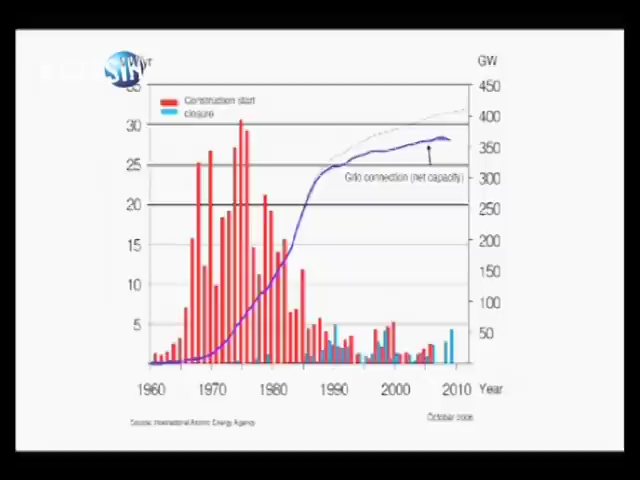 GW
35
450
Construction start
closure
30
400
25
350
Grid connection (net capacity)
300
20
250
15
200
10
150
100
5
50
1960 1970 1980 1990 2000 2010 Year
October 2008
Source: International Atomic Energy Agency